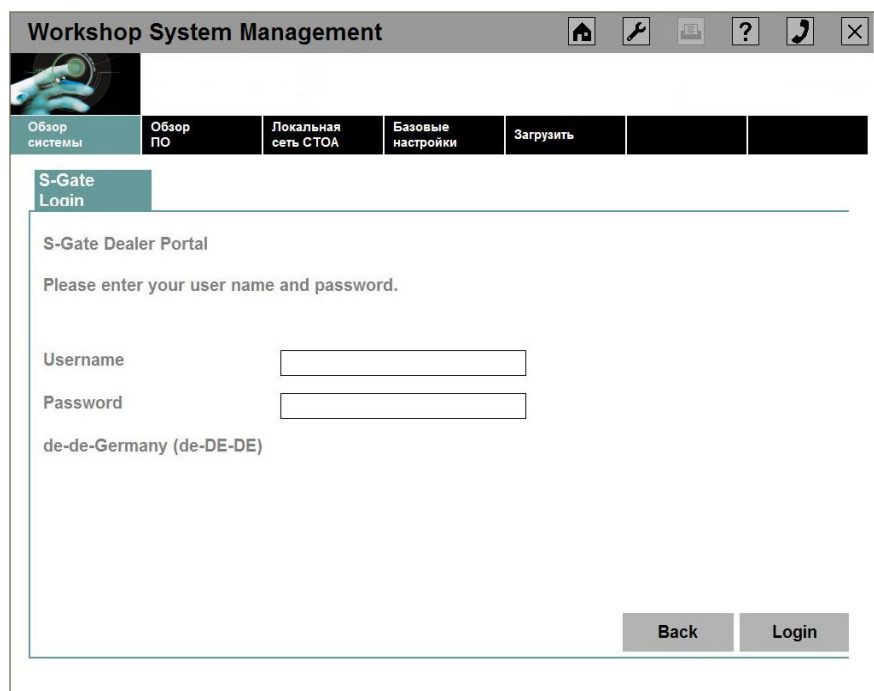 Workshop System Management
?
Обзор
системы
Обзор
ПО
Локальная
сеть СТОА
Базовые
настройки
Загрузить
S-Gate
Login
S-Gate Dealer Portal
Please enter your user name and password.
Username
Password
de-de-Germany (de-DE-DE)
Back
Login